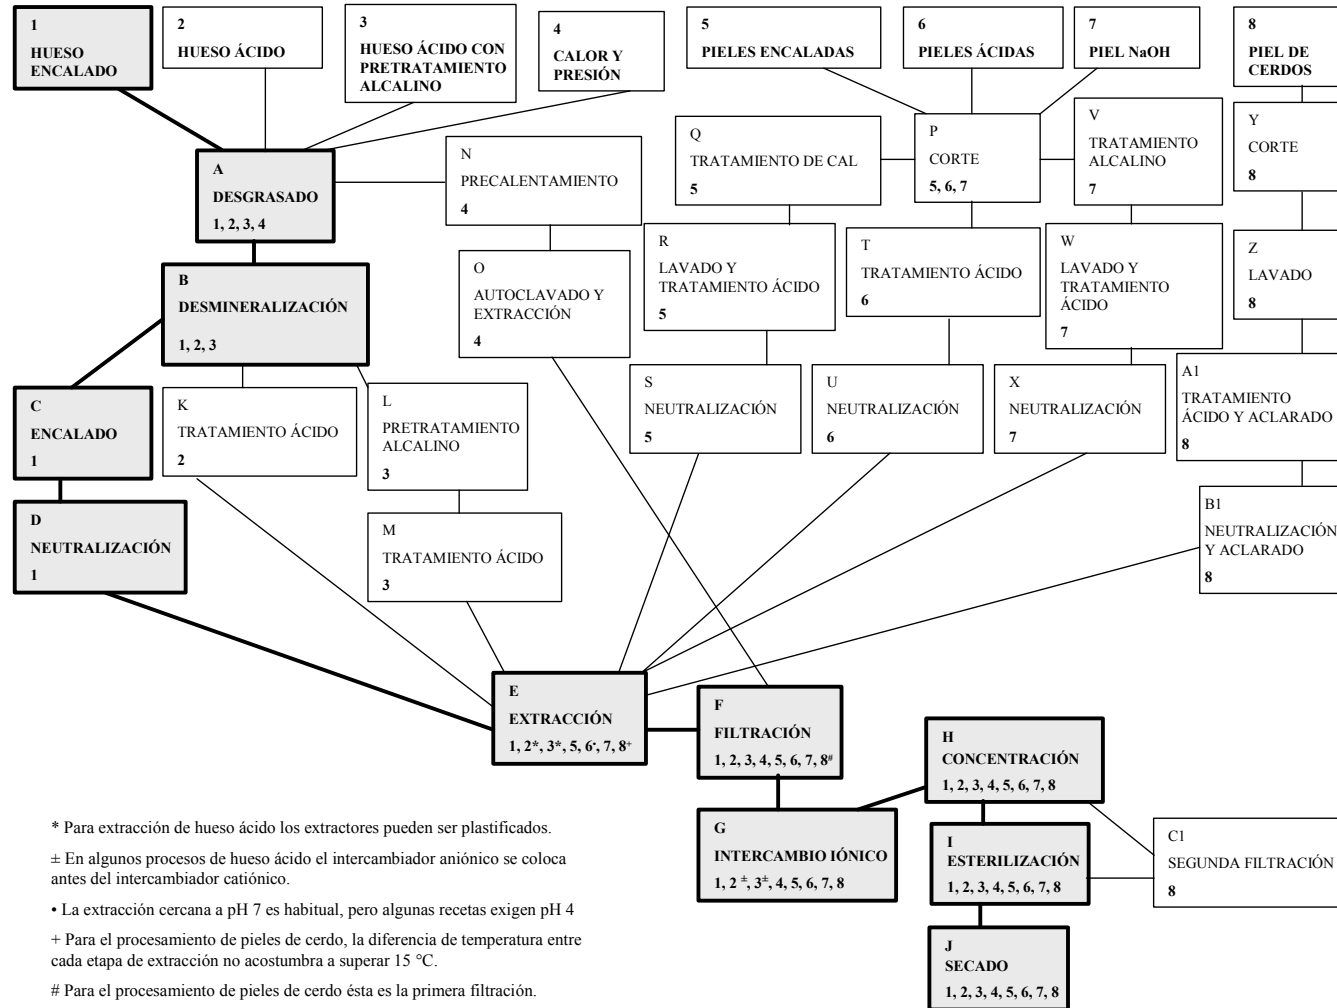 1
HUESO
ENCALADO
2
HUESO ÁCIDO
3
HUESO ÁCIDO CON
PRETRATAMIENTO
ALCALINO
4
CALOR Y
PRESIÓN
5
PIELES ENCALADAS
6
PIELES ÁCIDAS
7
PIEL NaOH
8
PIEL DE
CERDOS
A
DESGRASADO
1, 2, 3, 4
N
PRECALENTAMIENTO
4
Q
TRATAMIENTO DE CAL
5
P
CORTE
5, 6, 7
V
TRATAMIENTO
ALCALINO
7
Y
CORTE
8
B
DESMINERALIZACIÓN
1, 2, 3
O
AUTOCLAVADO Y
EXTRACCIÓN
4
R
LAVADO Y
TRATAMIENTO ÁCIDO
5
T
TRATAMIENTO ÁCIDO
6
W
LAVADO Y
TRATAMIENTO
ÁCIDO
7
Z
LAVADO
8
C
ENCALADO
1
K
TRATAMIENTO ÁCIDO
2
L
PRETRATAMIENTO
ALCALINO
3
S
NEUTRALIZACIÓN
5
U
NEUTRALIZACIÓN
6
X
NEUTRALIZACIÓN
7
A1
TRATAMIENTO
ÁCIDO Y ACLARADO
8
D
NEUTRALIZACIÓN
1
M
TRATAMIENTO ÁCIDO
3
B1
NEUTRALIZACIÓN
Y ACLARADO
8
E
EXTRACCIÓN
1, 2*, 3*, 5, 6•, 7, 8+
F
FILTRACIÓN
1, 2, 3, 4, 5, 6, 7, 8#
H
CONCENTRACIÓN
1, 2, 3, 4, 5, 6, 7, 8
G
INTERCAMBIO IÓNICO
1, 2 ±, 3±, 4, 5, 6, 7, 8
I
ESTERILIZACIÓN
1, 2, 3, 4, 5, 6, 7, 8
C1
SEGUNDA FILTRACIÓN
8
J
SECADO
1, 2, 3, 4, 5, 6, 7, 8
* Para extracción de hueso ácido los extractores pueden ser plastificados.
± En algunos procesos de hueso ácido el intercambiador aniónico se coloca
antes del intercambiador catiónico.
• La extracción cercana a pH 7 es habitual, pero algunas recetas exigen pH 4
+ Para el procesamiento de pieles de cerdo, la diferencia de temperatura entre
cada etapa de extracción no acostumbra a superar 15 °C.
# Para el procesamiento de pieles de cerdo ésta es la primera filtración.